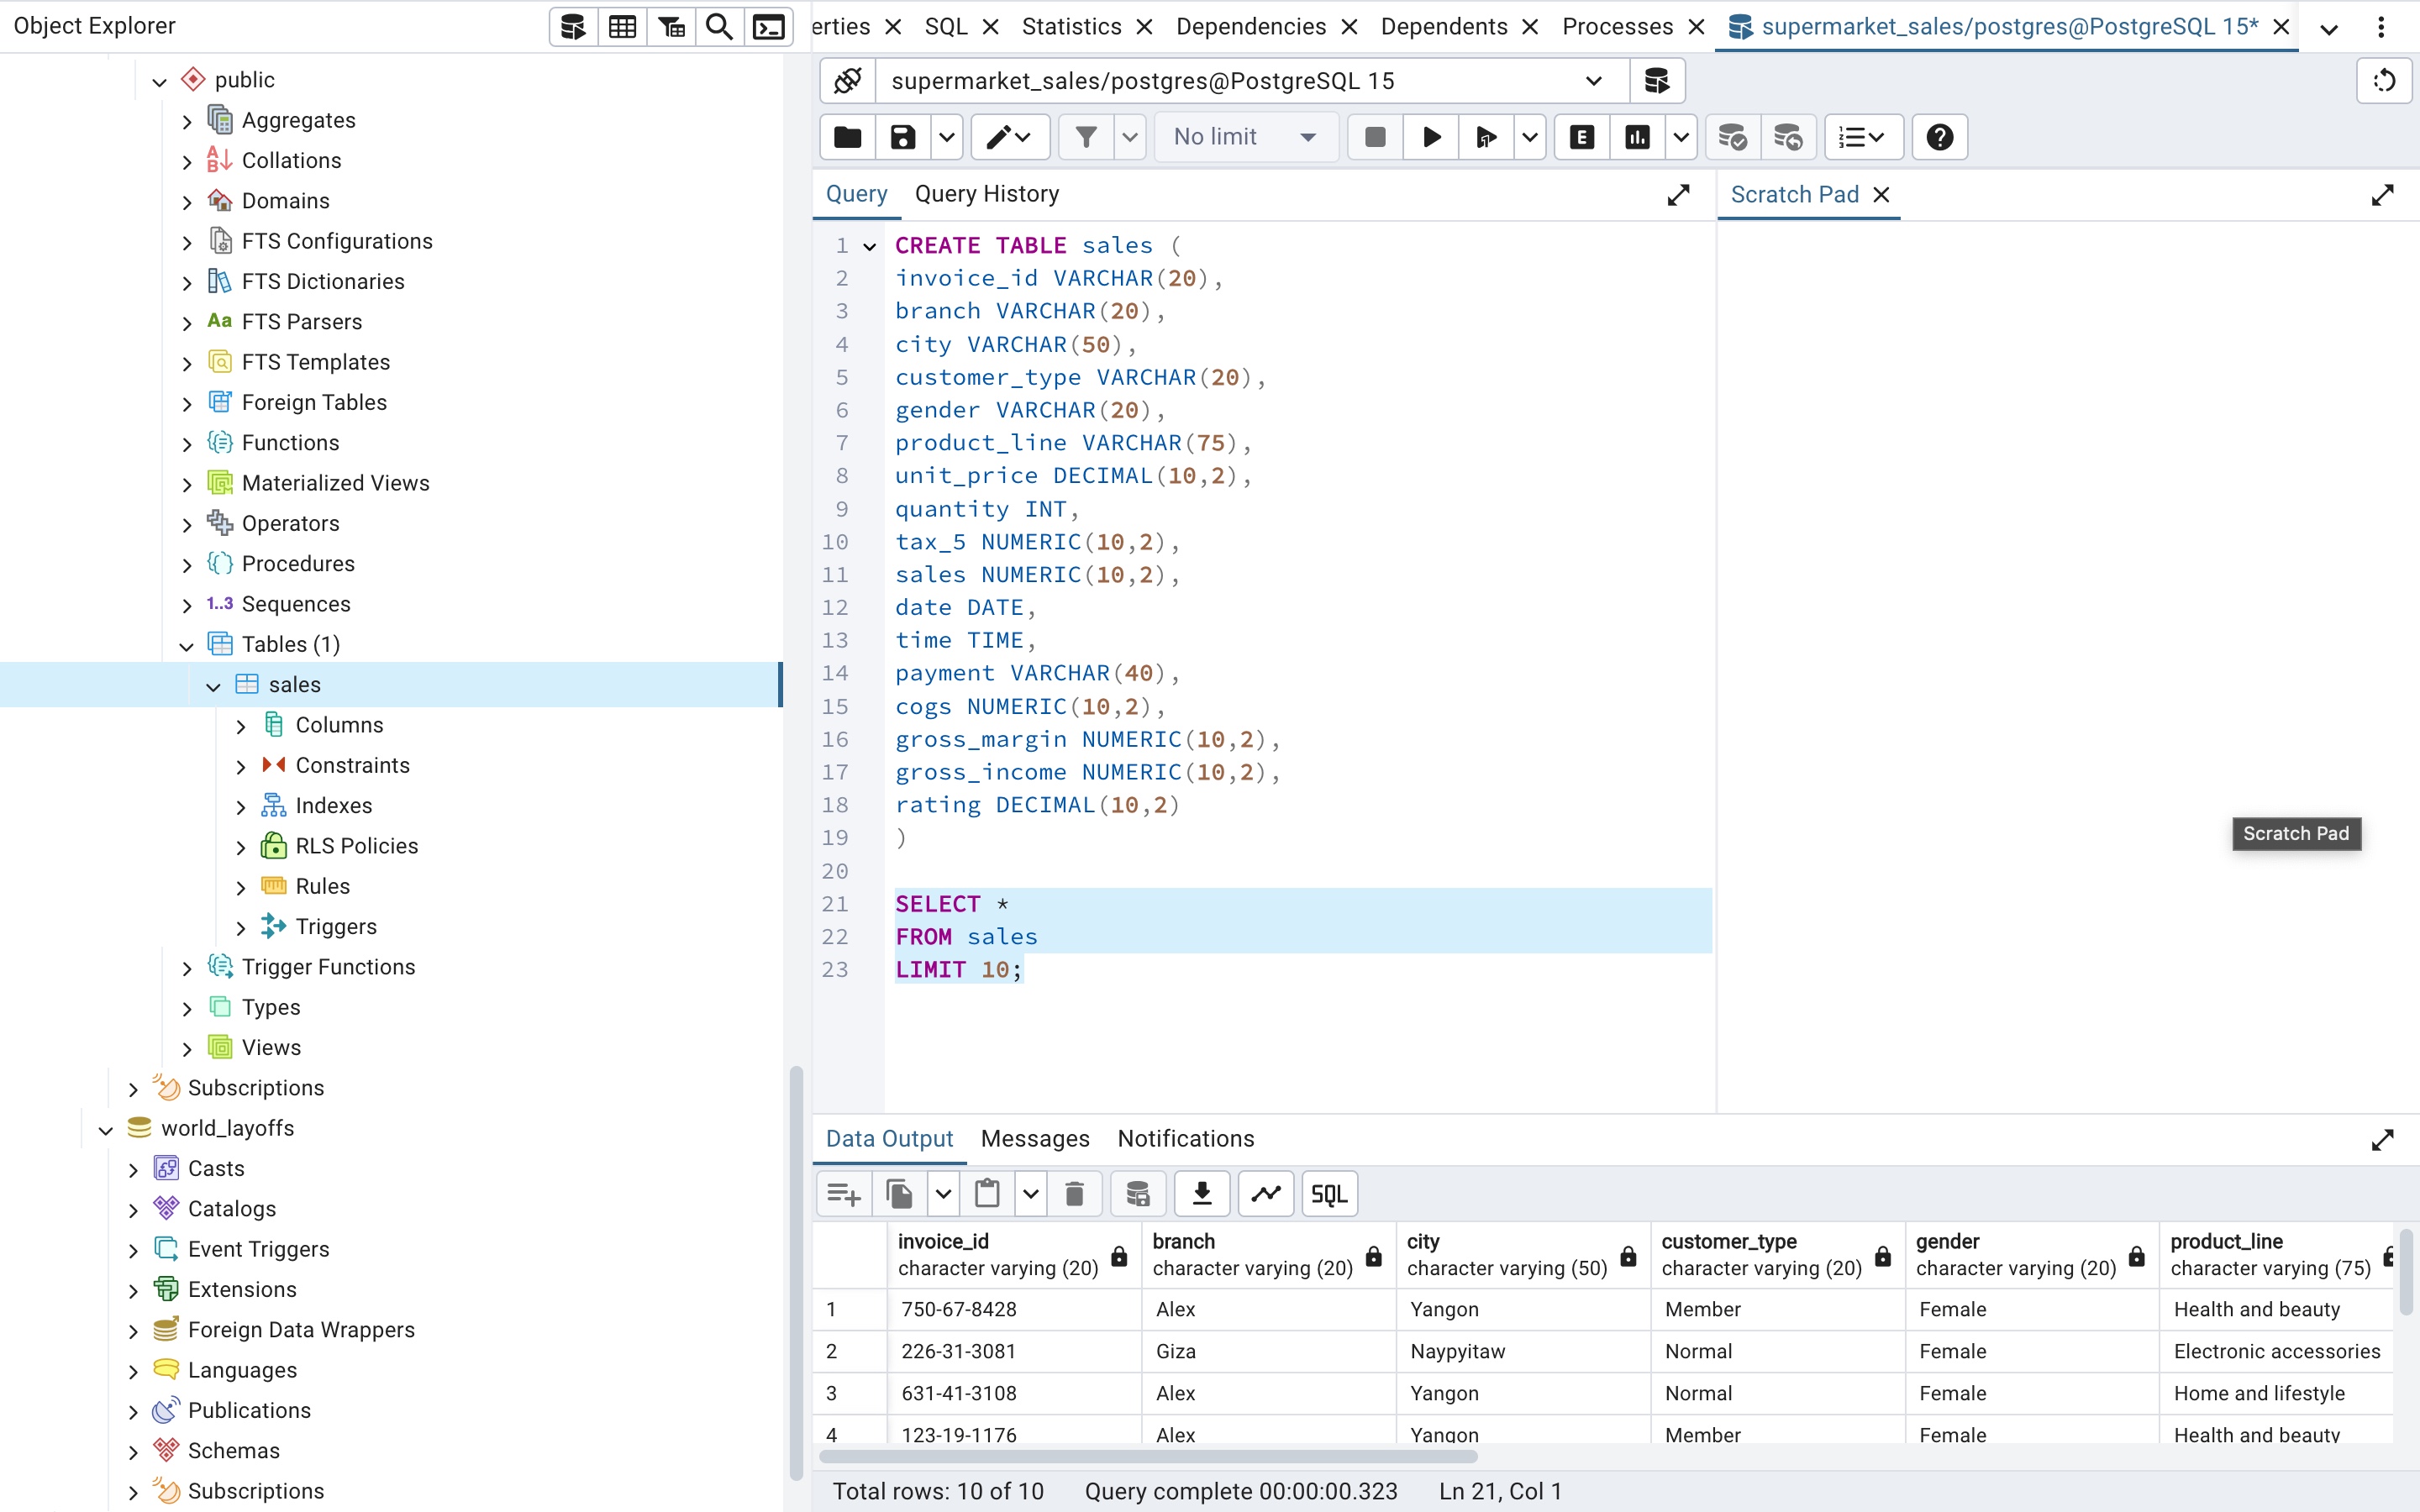 Object Explorer
public
Aggregates
Collations
Domains
FTS Configurations
FTS Dictionaries
Aa FTS Parsers
FTS Templates
Foreign Tables
Functions
Materialized Views
Operators
Procedures
1..3 Sequences
Tables (1)
sales
Columns
Constraints
Indexes
RLS Policies
Rules
Triggers
Trigger Functions
Types
Views
Subscriptions
world_layoffs
Casts
Catalogs
Event Triggers
Extensions
Foreign Data Wrappers
Languages
Publications
Schemas
Subscriptions
erties SQL Statistics Dependencies Dependents Processes supermarket_sales/postgres@PostgreSQL 15*
supermarket_sales/postgres@PostgreSQL 15
No limit E
Query Query History
Scratch Pad
1 CREATE TABLE sales (
2 invoice_id VARCHAR(20),
3 branch VARCHAR(20),
4 city VARCHAR(50),
5 customer_type VARCHAR(20),
6 gender VARCHAR(20),
7 product_line VARCHAR(75),
8 unit_price DECIMAL(10,2),
9 quantity INT,
10 tax_5 NUMERIC(10,2),
11 sales NUMERIC(10,2),
12 date DATE,
13 time TIME,
14 payment VARCHAR(40),
15 cogs NUMERIC(10,2),
16 gross_margin NUMERIC(10,2),
17 gross_income NUMERIC(10,2),
18 rating DECIMAL(10,2)
19 )
20
21 SELECT *
22 FROM sales
23 LIMIT 10;
Scratch Pad
Data Output Messages Notifications
SQL
invoice_id branch city customer_type gender product_line
character varying (20) character varying (20) character varying (50) character varying (20) character varying (20) character varying (75)
1 750-67-8428 Alex Yangon Member Female Health and beauty
2 226-31-3081 Giza Naypyitaw Normal Female Electronic accessories
3 631-41-3108 Alex Yangon Normal Female Home and lifestyle
4 123-19-1176 Alex Yangon Member Female Health and beauty
Total rows: 10 of 10 Query complete 00:00:00.323 Ln 21, Col 1